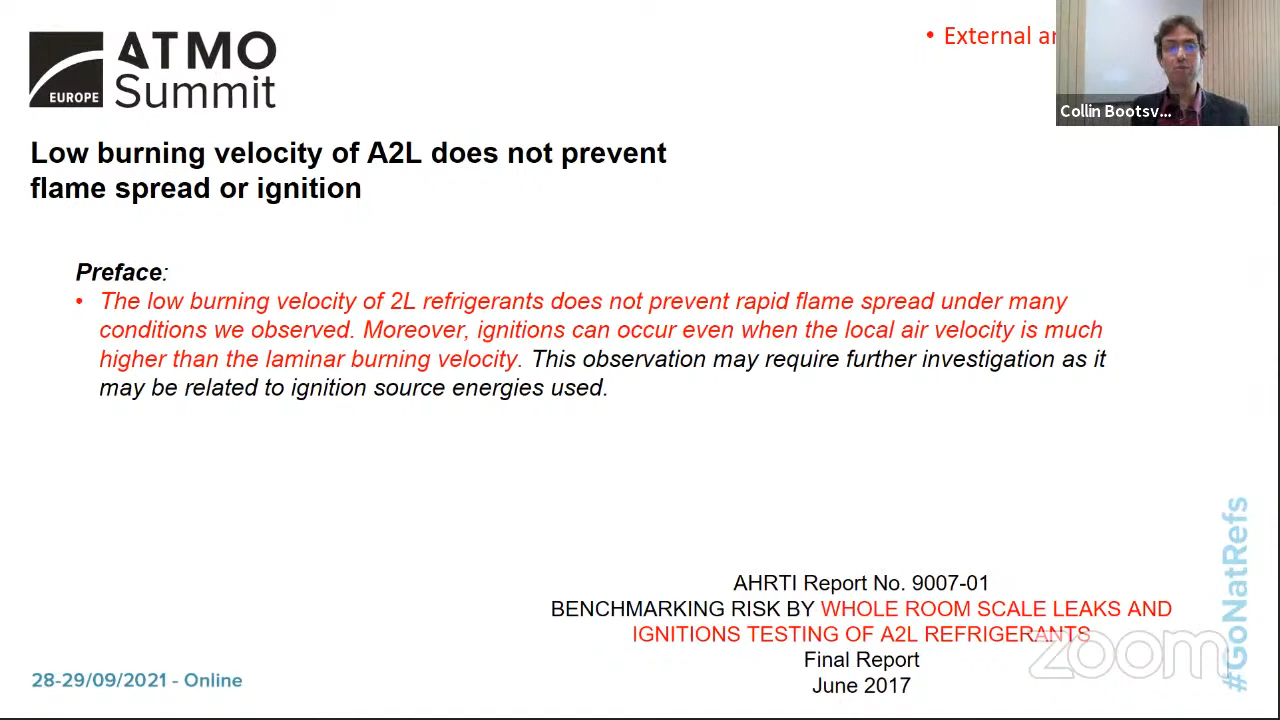 ATMO
Summit
EUROPE
• External
Collin Bootsv...
Low burning velocity of A2L does not prevent
flame spread or ignition
Preface:
• The low burning velocity of 2L refrigerants does not prevent rapid flame spread under many
conditions we observed. Moreover, ignitions can occur even when the local air velocity is much
higher than the laminar burning velocity. This observation may require further investigation as it
may be related to ignition source energies used.
AHRTI Report No. 9007-01
BENCHMARKING RISK BY WHOLE ROOM SCALE LEAKS AND
IGNITIONS TESTING OF A2L REFRIGERANTS
Final Report
June 2017
zoom
#GoNatRefs
28-29/09/2021 - Online